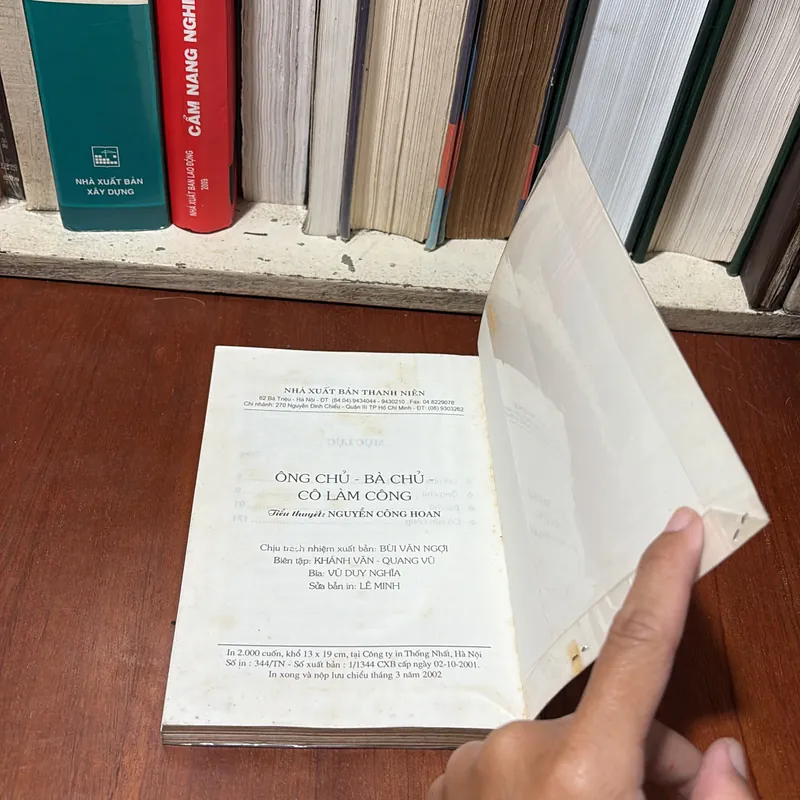 NHÀ XUẤT BẢN
XÂY DỰNG
CẨM NANG NGHI
NHÀ XUẤT BẢN LAO ĐỘNG
2009
NHÀ XUẤT BẢN THANH NIÊN
62 Bà Triệu - Hà Nội - ĐT: (84.04) 9434044 - 9430210 . Fax: 04.8229078
Chi nhánh: 270 Nguyễn Đình Chiểu - Quận III TP Hồ Chí Minh - ĐT: (08) 9303262
MỤC LỤC
ÔNG CHỦ - BÀ CHỦ -
CÔ LÀM CÔNG
Tiểu thuyết: NGUYỄN CÔNG HOAN
Chịu trách nhiệm xuất bản: BÙI VĂN NGỢI
Biên tập: KHÁNH VÂN - QUANG VŨ
Bìa: VŨ DUY NGHĨA
Sửa bản in: LÊ MINH
In 2.000 cuốn, khổ 13 x 19 cm, tại Công ty in Thống Nhất, Hà Nội
Số in : 344/TN - Số xuất bản : 1/1344 CXB cấp ngày 02-10-2001.
In xong và nộp lưu chiểu tháng 3 năm 2002